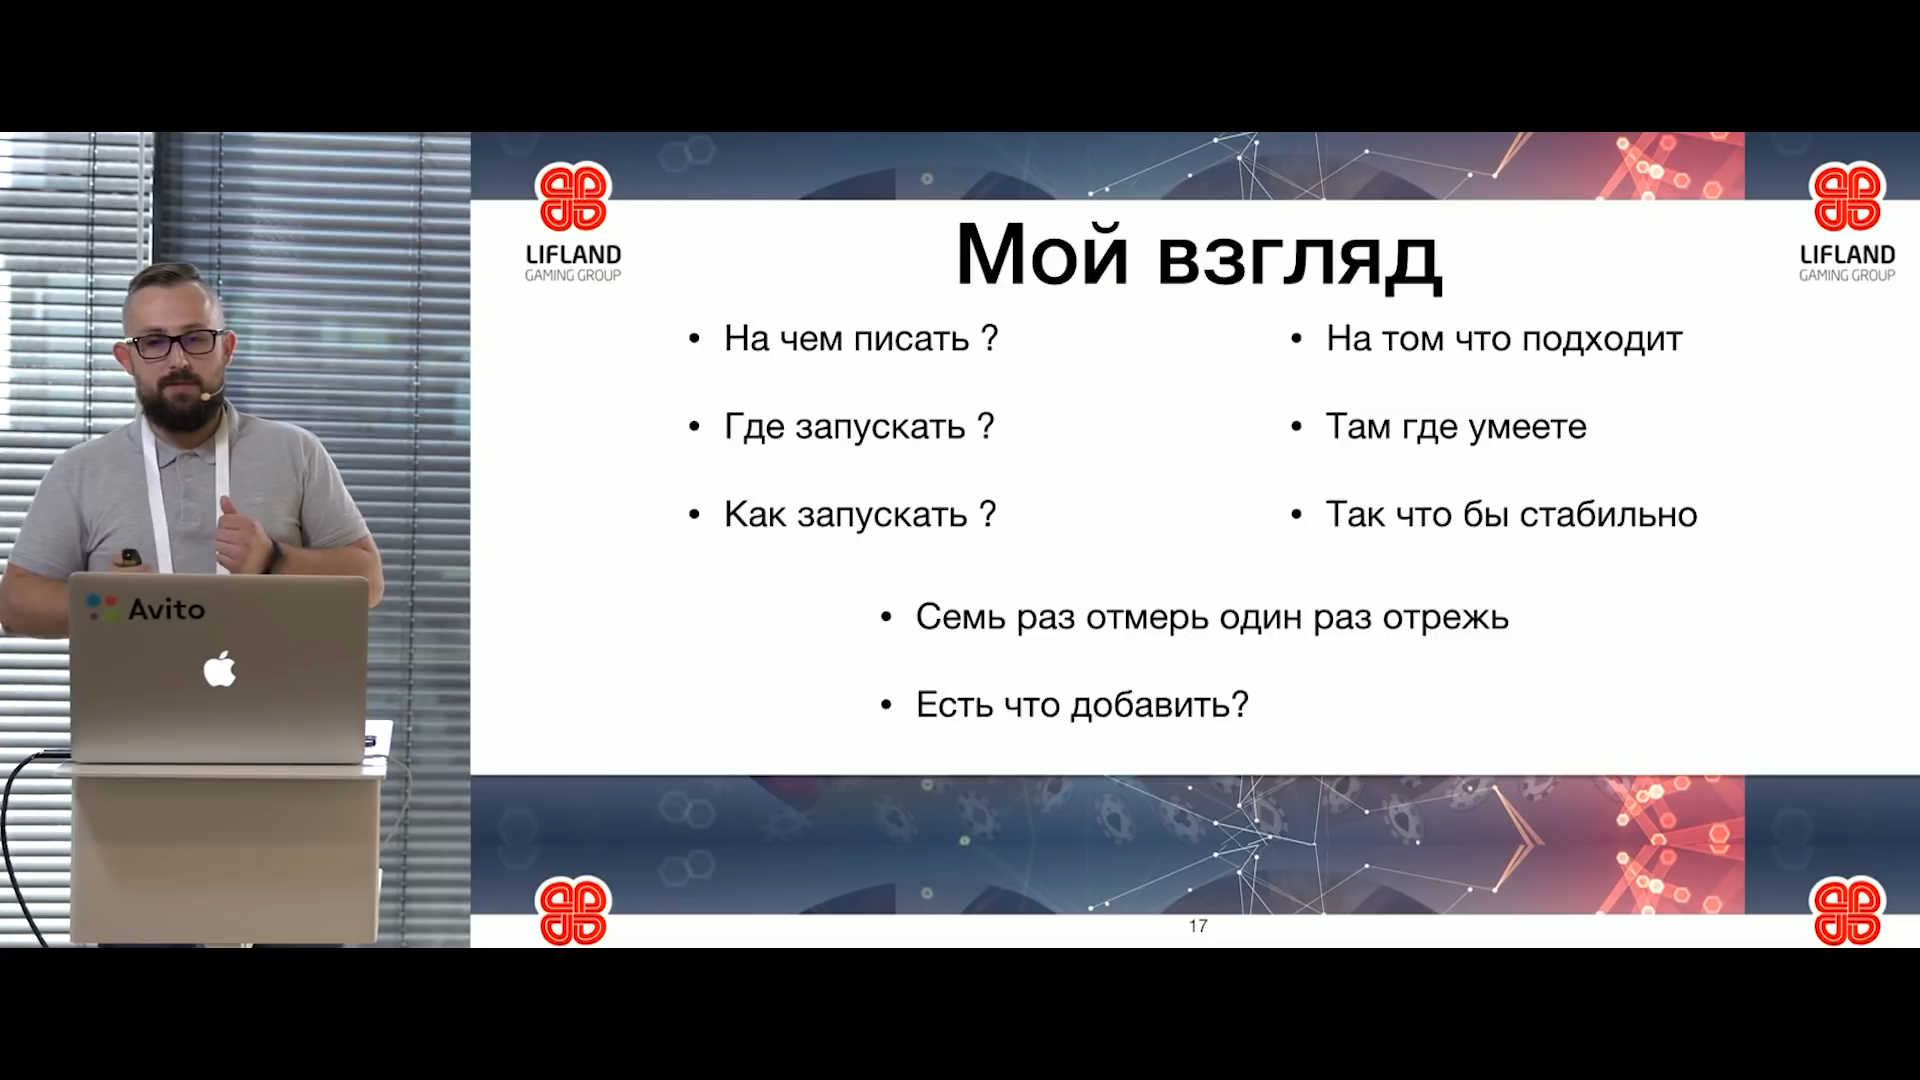 LIFLAND
GAMING GROUP
LIFLAND
GAMING GROUP
Мой взгляд
• На чем писать ?
• На том что подходит
• Где запускать ?
• Там где умеете
• Как запускать ?
• Так что бы стабильно
• Семь раз отмерь один раз отрежь
• Есть что добавить?
17
Avito